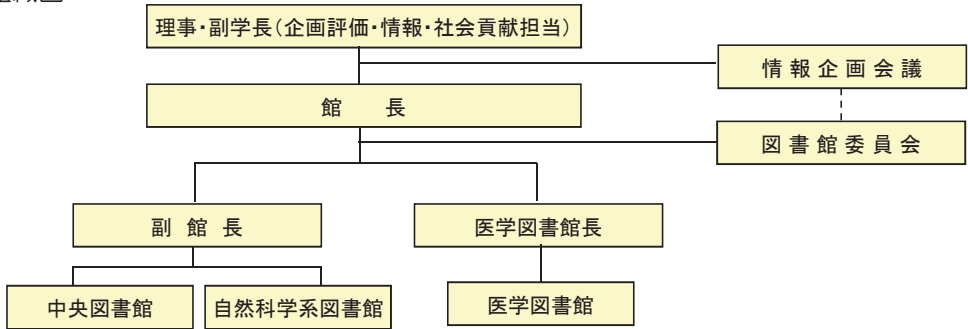 理事・副学長(企画評価・情報・社会貢献担当)
情報企画会議
館長
図書館委員会
副館長
医学図書館長
中央図書館
自然科学系図書館
医学図書館